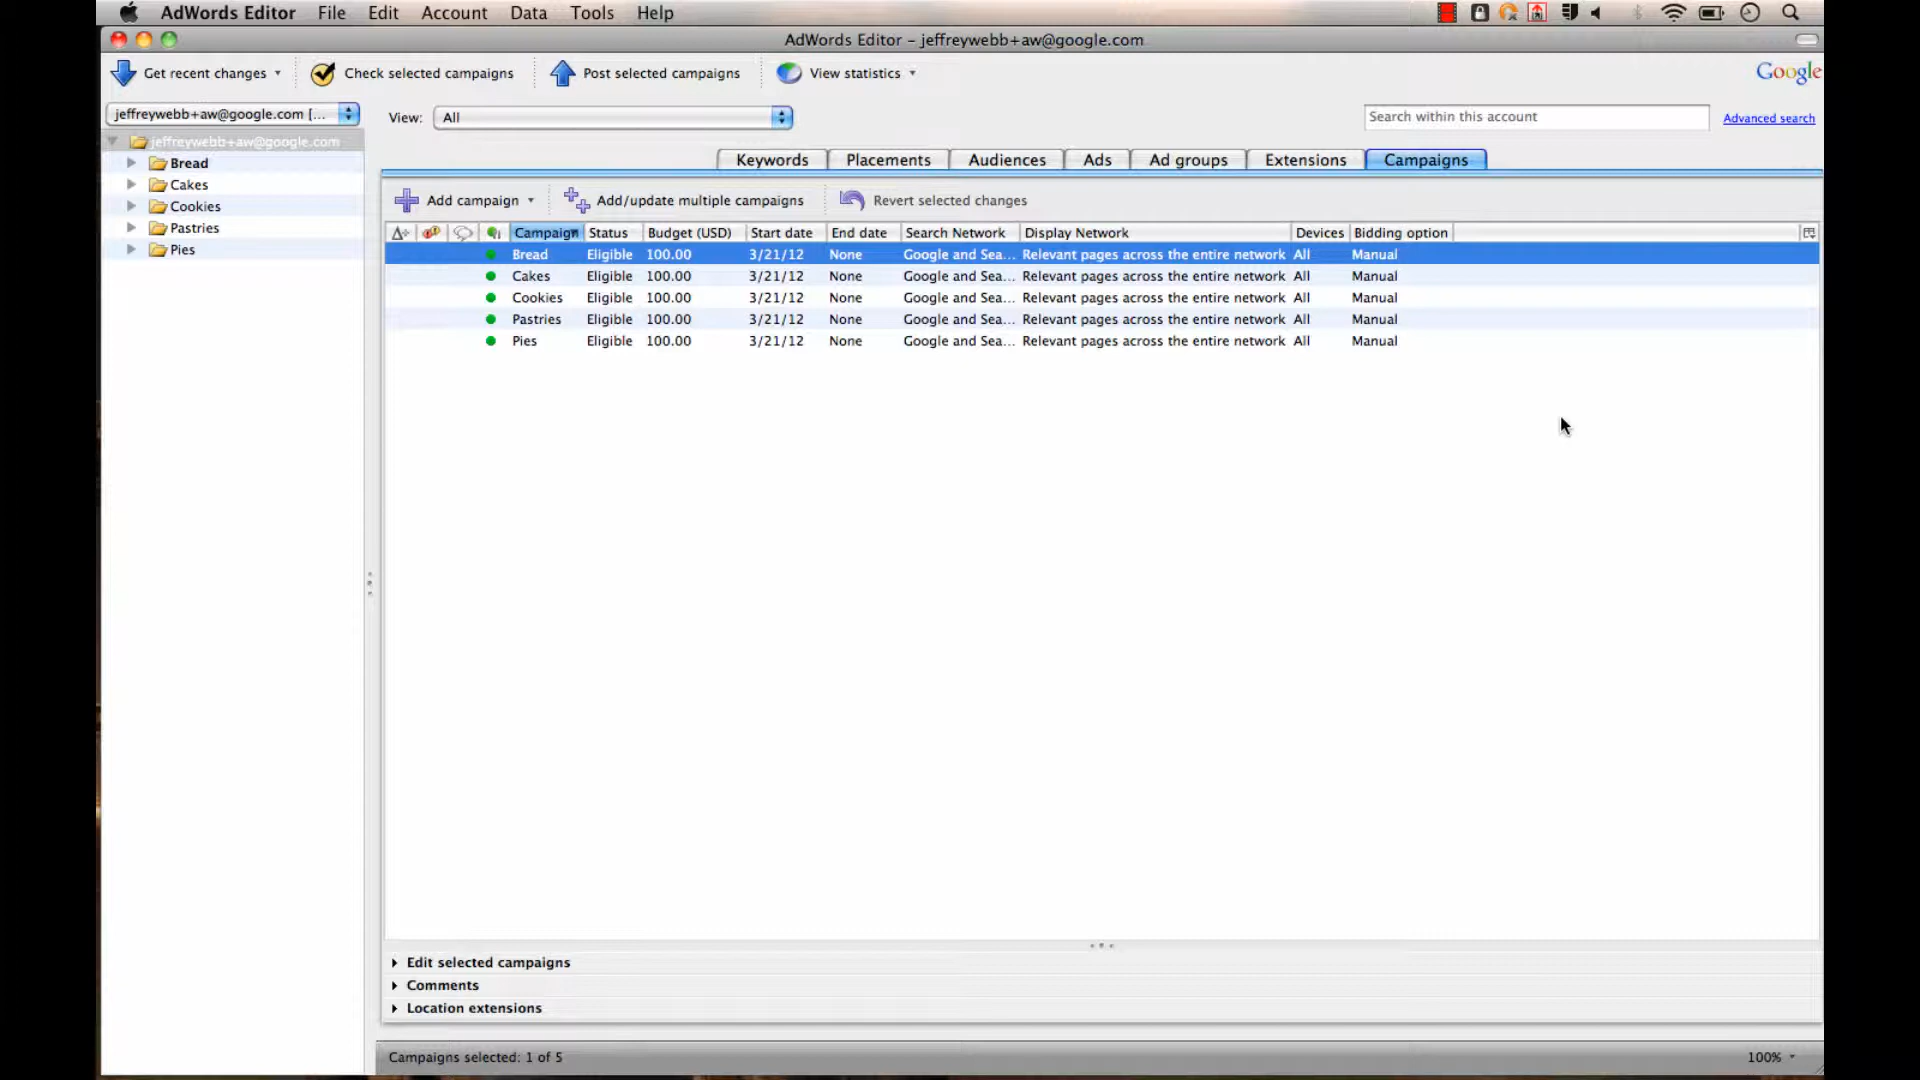 AdWords Editor File Edit Account Data Tools Help
AdWords Editor – jeffreywebb+aw@google.com
Get recent changes Check selected campaigns Post selected campaigns View statistics Google
jeffreywebb+aw@google.com [... View: All Search within this account Advanced search
jeffreywebb+aw@google.com
Bread
Cakes
Cookies
Pastries
Pies
Keywords Placements Audiences Ads Ad groups Extensions Campaigns
Add campaign Add/update multiple campaigns Revert selected changes
Campaign Status Budget (USD) Start date End date Search Network Display Network Devices Bidding option
Bread Eligible 100.00 3/21/12 None Google and Sea... Relevant pages across the entire network All Manual
Cakes Eligible 100.00 3/21/12 None Google and Sea... Relevant pages across the entire network All Manual
Cookies Eligible 100.00 3/21/12 None Google and Sea... Relevant pages across the entire network All Manual
Pastries Eligible 100.00 3/21/12 None Google and Sea... Relevant pages across the entire network All Manual
Pies Eligible 100.00 3/21/12 None Google and Sea... Relevant pages across the entire network All Manual
Edit selected campaigns
Comments
Location extensions
Campaigns selected: 1 of 5 100%